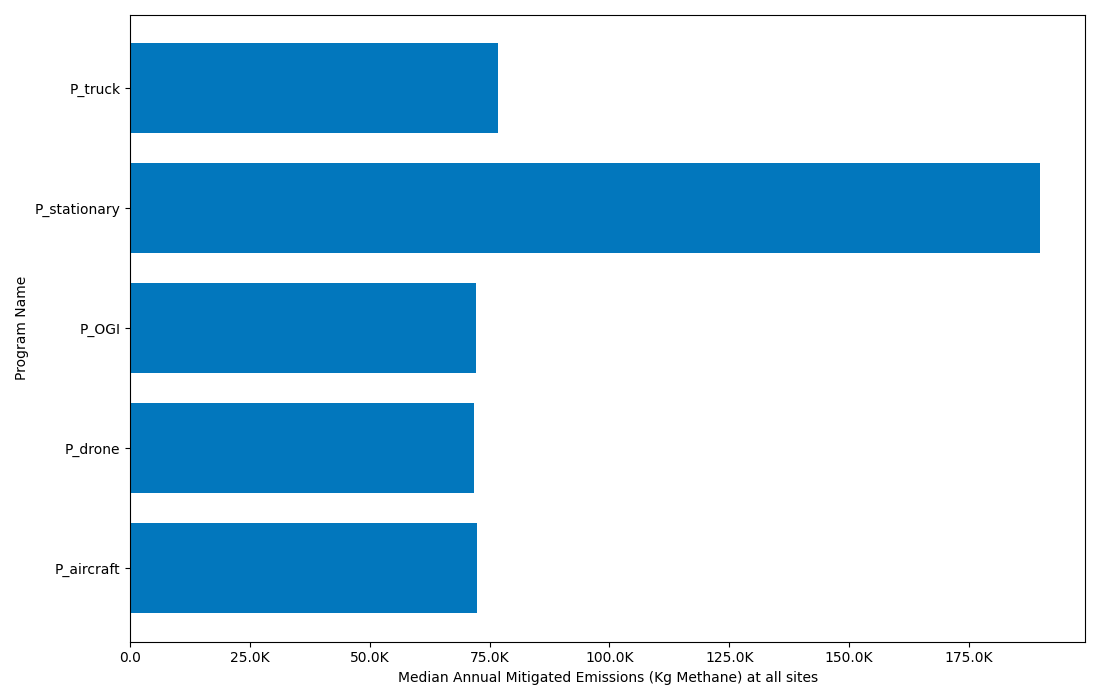 P_truck
P_stationary
P_OGI
P_drone
P_aircraft
Program Name
0.0 25.0K 50.0K 75.0K 100.0K 125.0K 150.0K 175.0K
Median Annual Mitigated Emissions (Kg Methane) at all sites